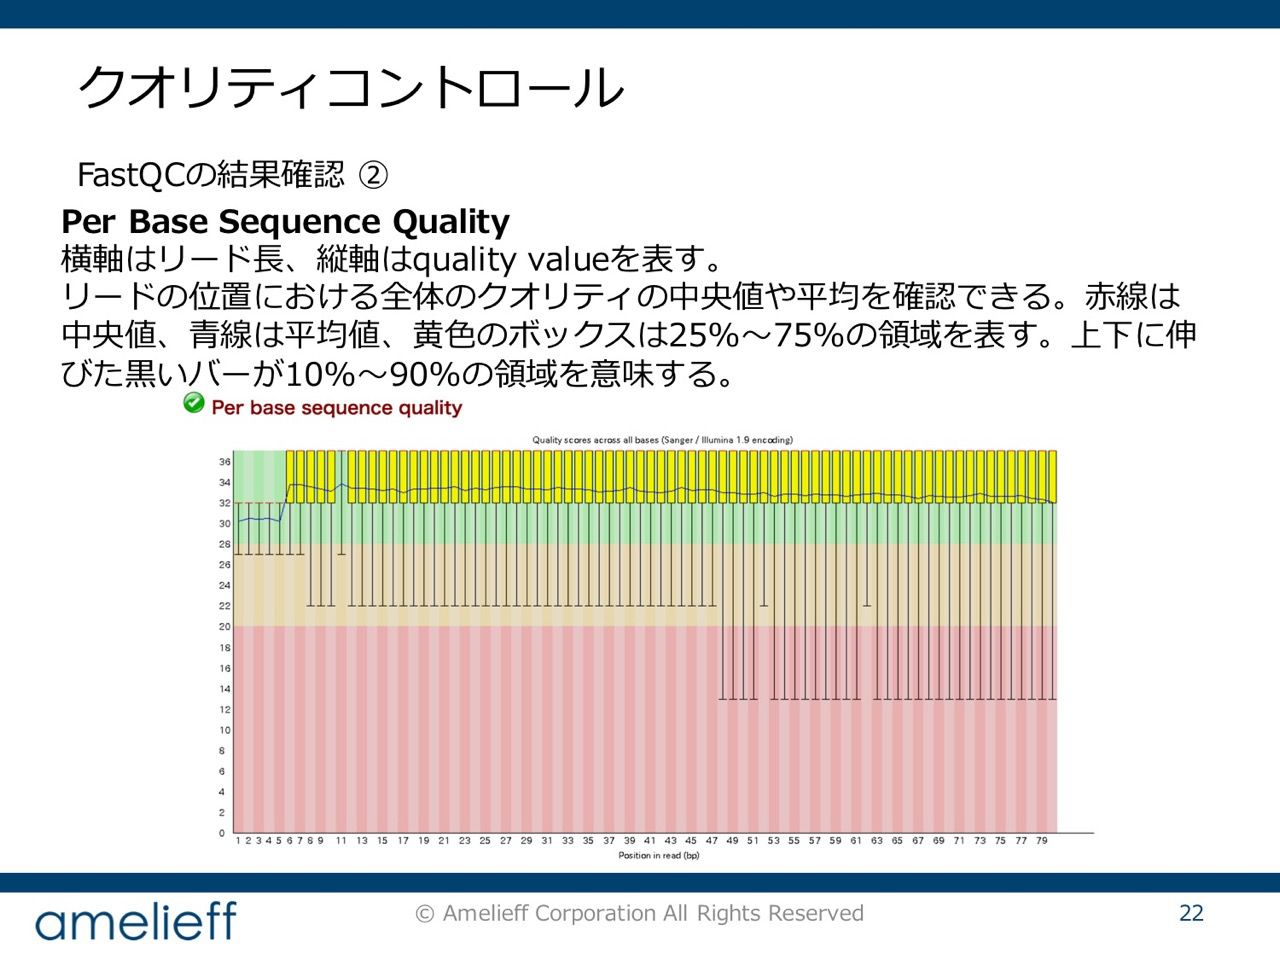 クオリティコントロール
FastQCの結果確認 ②
Per Base Sequence Quality
横軸はリード長、縦軸はquality valueを表す。
リードの位置における全体のクオリティの中央値や平均を確認できる。赤線は
中央値、青線は平均値、黄色のボックスは25%～75%の領域を表す。上下に伸
びた黒いバーが10%～90%の領域を意味する。
Per base sequence quality
Quality scores across all bases (Sanger / Illumina 1.9 encoding)
36
34
32
30
28
26
24
22
20
18
16
14
12
10
8
6
4
2
0
1 2 3 4 5 6 7 8 9 11 13 15 17 19 21 23 25 27 29 31 33 35 37 39 41 43 45 47 49 51 53 55 57 59 61 63 65 67 69 71 73 75 77 79
Position in read (bp)
amelieff
© Amelieff Corporation All Rights Reserved
22